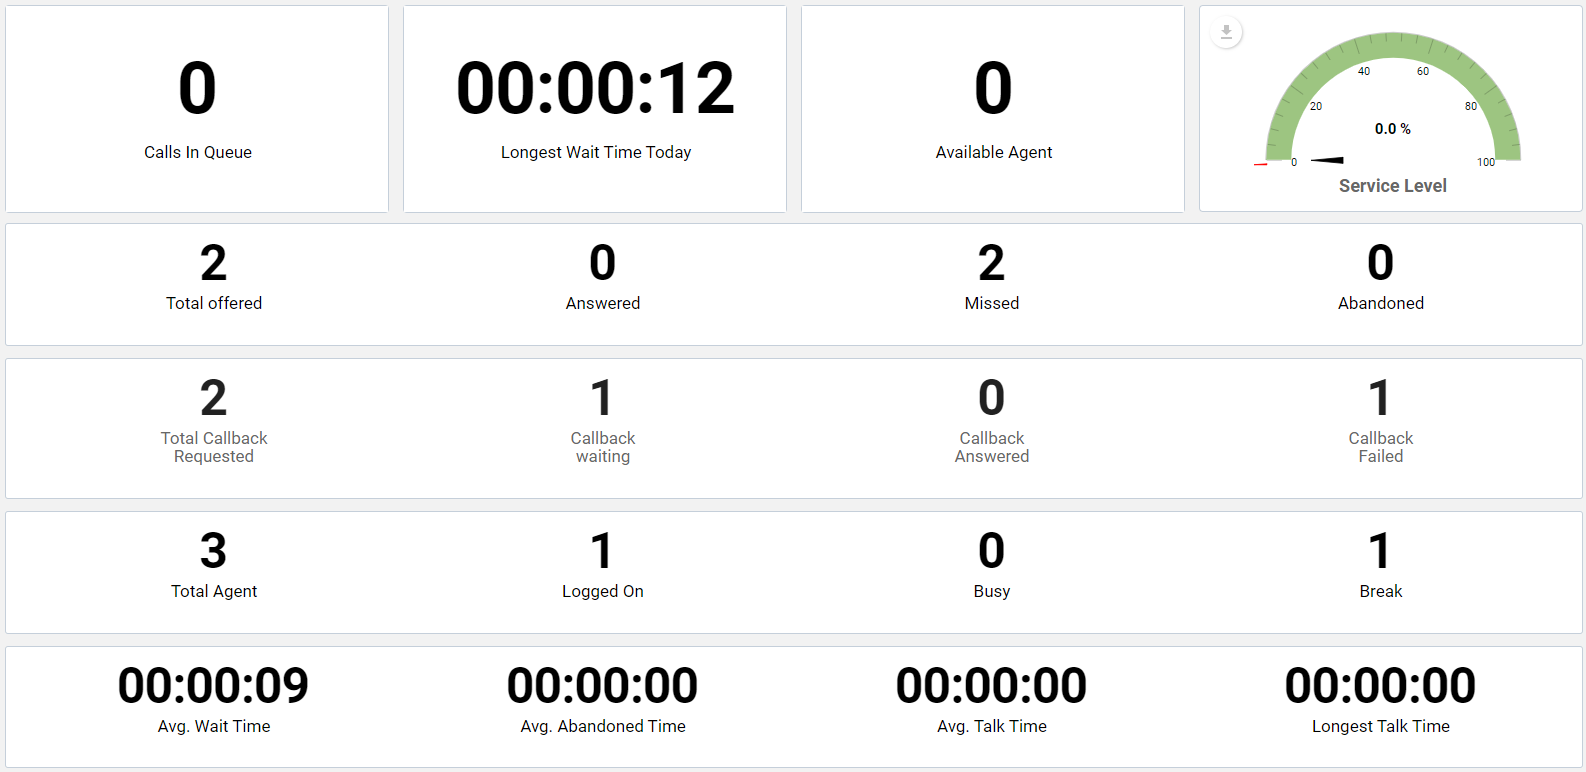 0
Calls In Queue
00:00:12
Longest Wait Time Today
0
Available Agent
0
20
40
60
80
100
0.0 %
Service Level
2
Total offered
0
Answered
2
Missed
0
Abandoned
2
Total Callback
Requested
1
Callback
waiting
0
Callback
Answered
1
Callback
Failed
3
Total Agent
1
Logged On
0
Busy
1
Break
00:00:09
Avg. Wait Time
00:00:00
Avg. Abandoned Time
00:00:00
Avg. Talk Time
00:00:00
Longest Talk Time